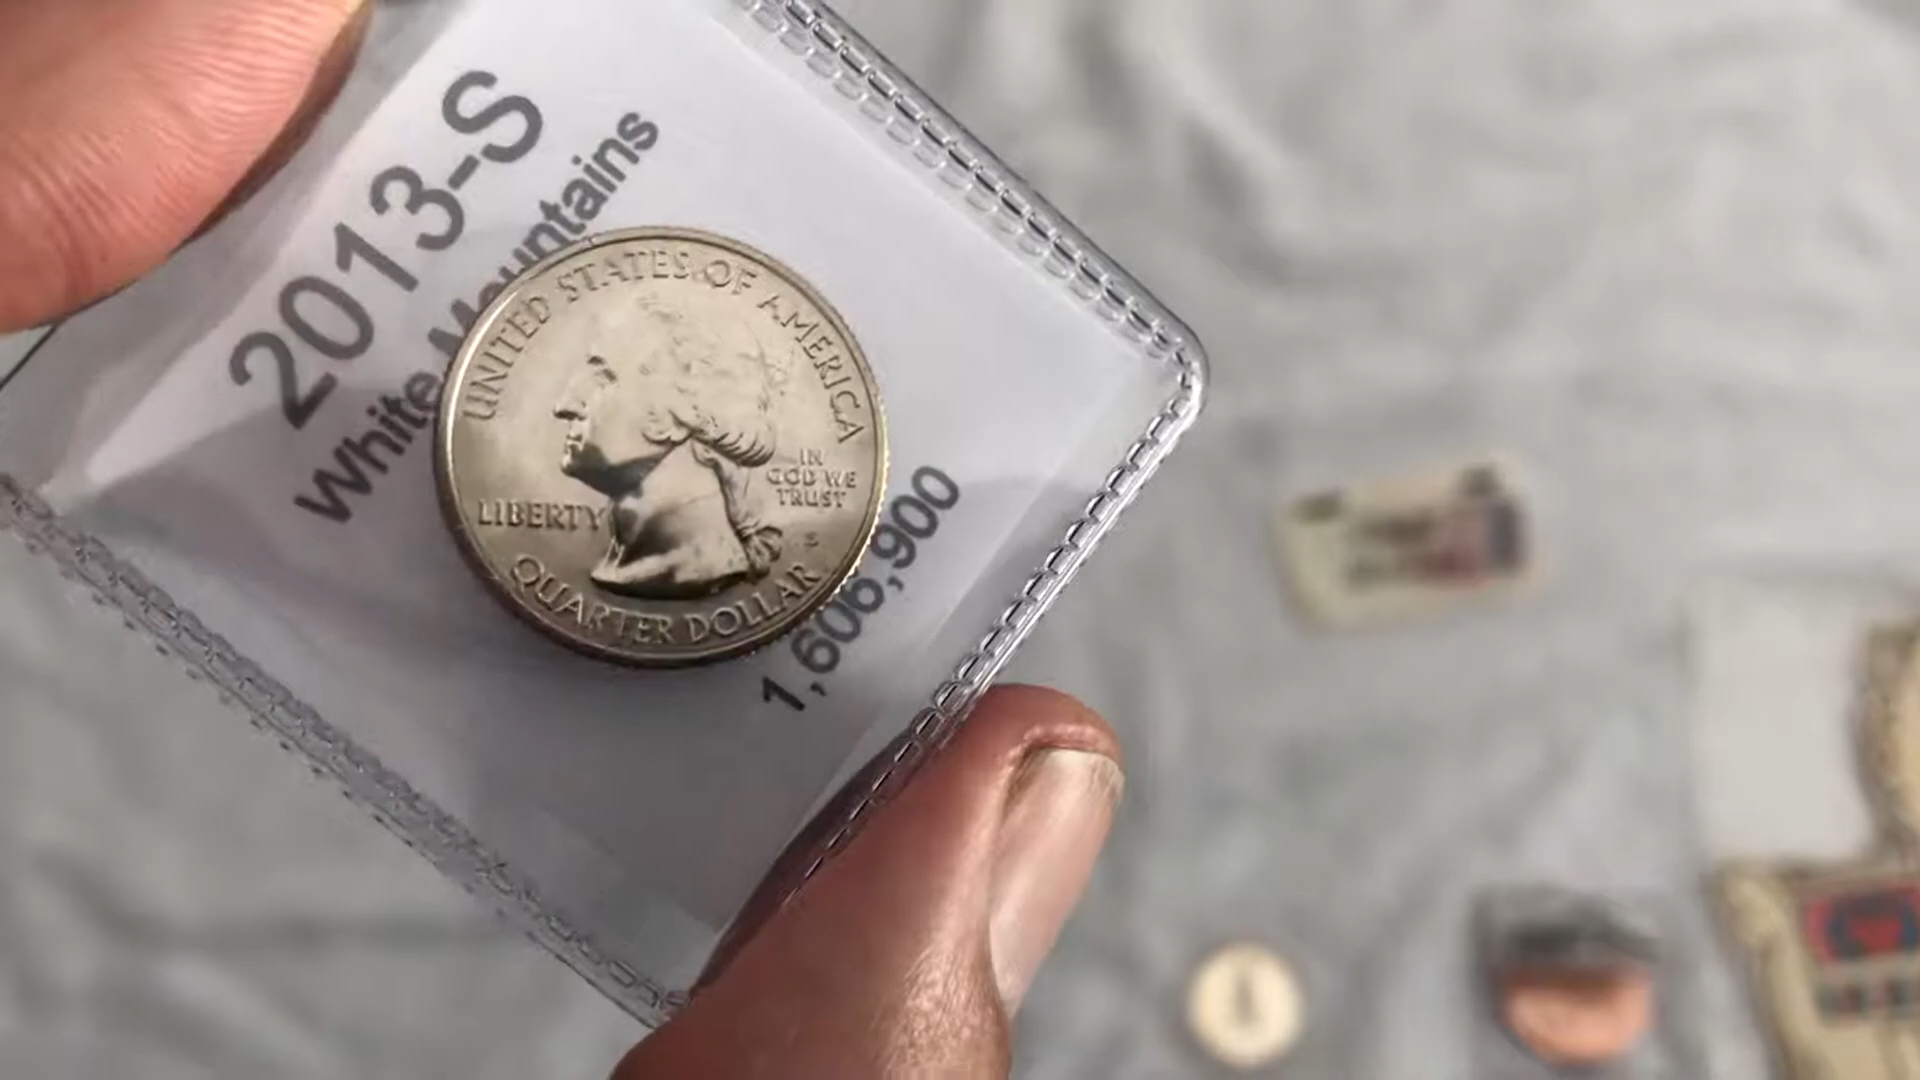 2013-S
White Mountains
UNITED STATES OF AMERICA
IN
GOD WE
TRUST
LIBERTY
S
QUARTER DOLLAR
1,606,900